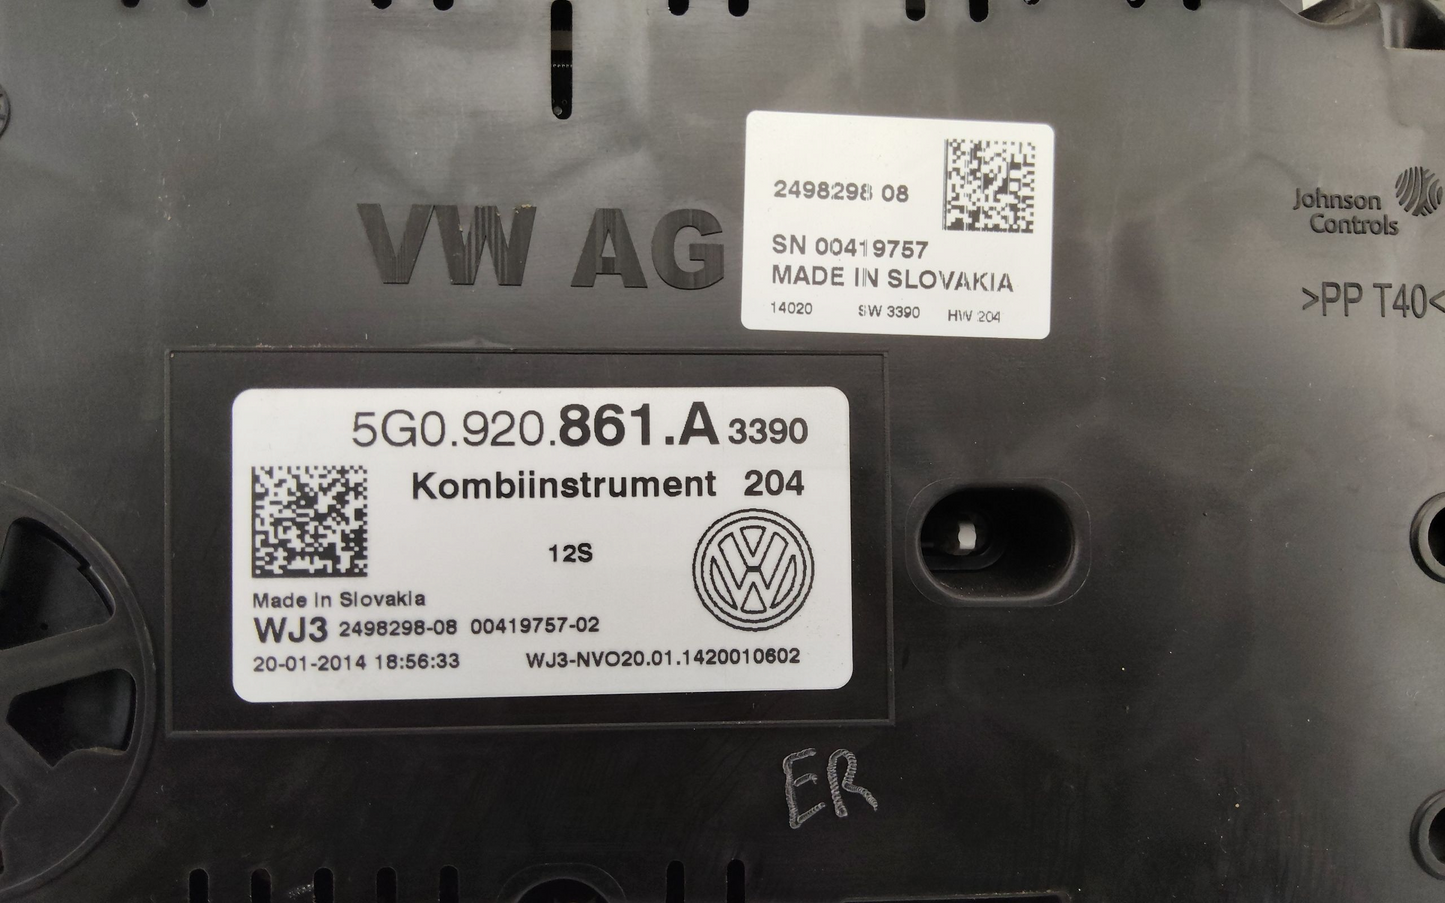 VW AG
2498298 08
SN 00419757
MADE IN SLOVAKIA
14020 SW 3390 HW 204
Johnson
Controls
>PP T40<
5G0.920.861.A 3390
Kombiinstrument 204
12S
Made in Slovakia
WJ3 2498298-08 00419757-02
20-01-2014 18:56:33 WJ3-NVO20.01.1420010602
ER